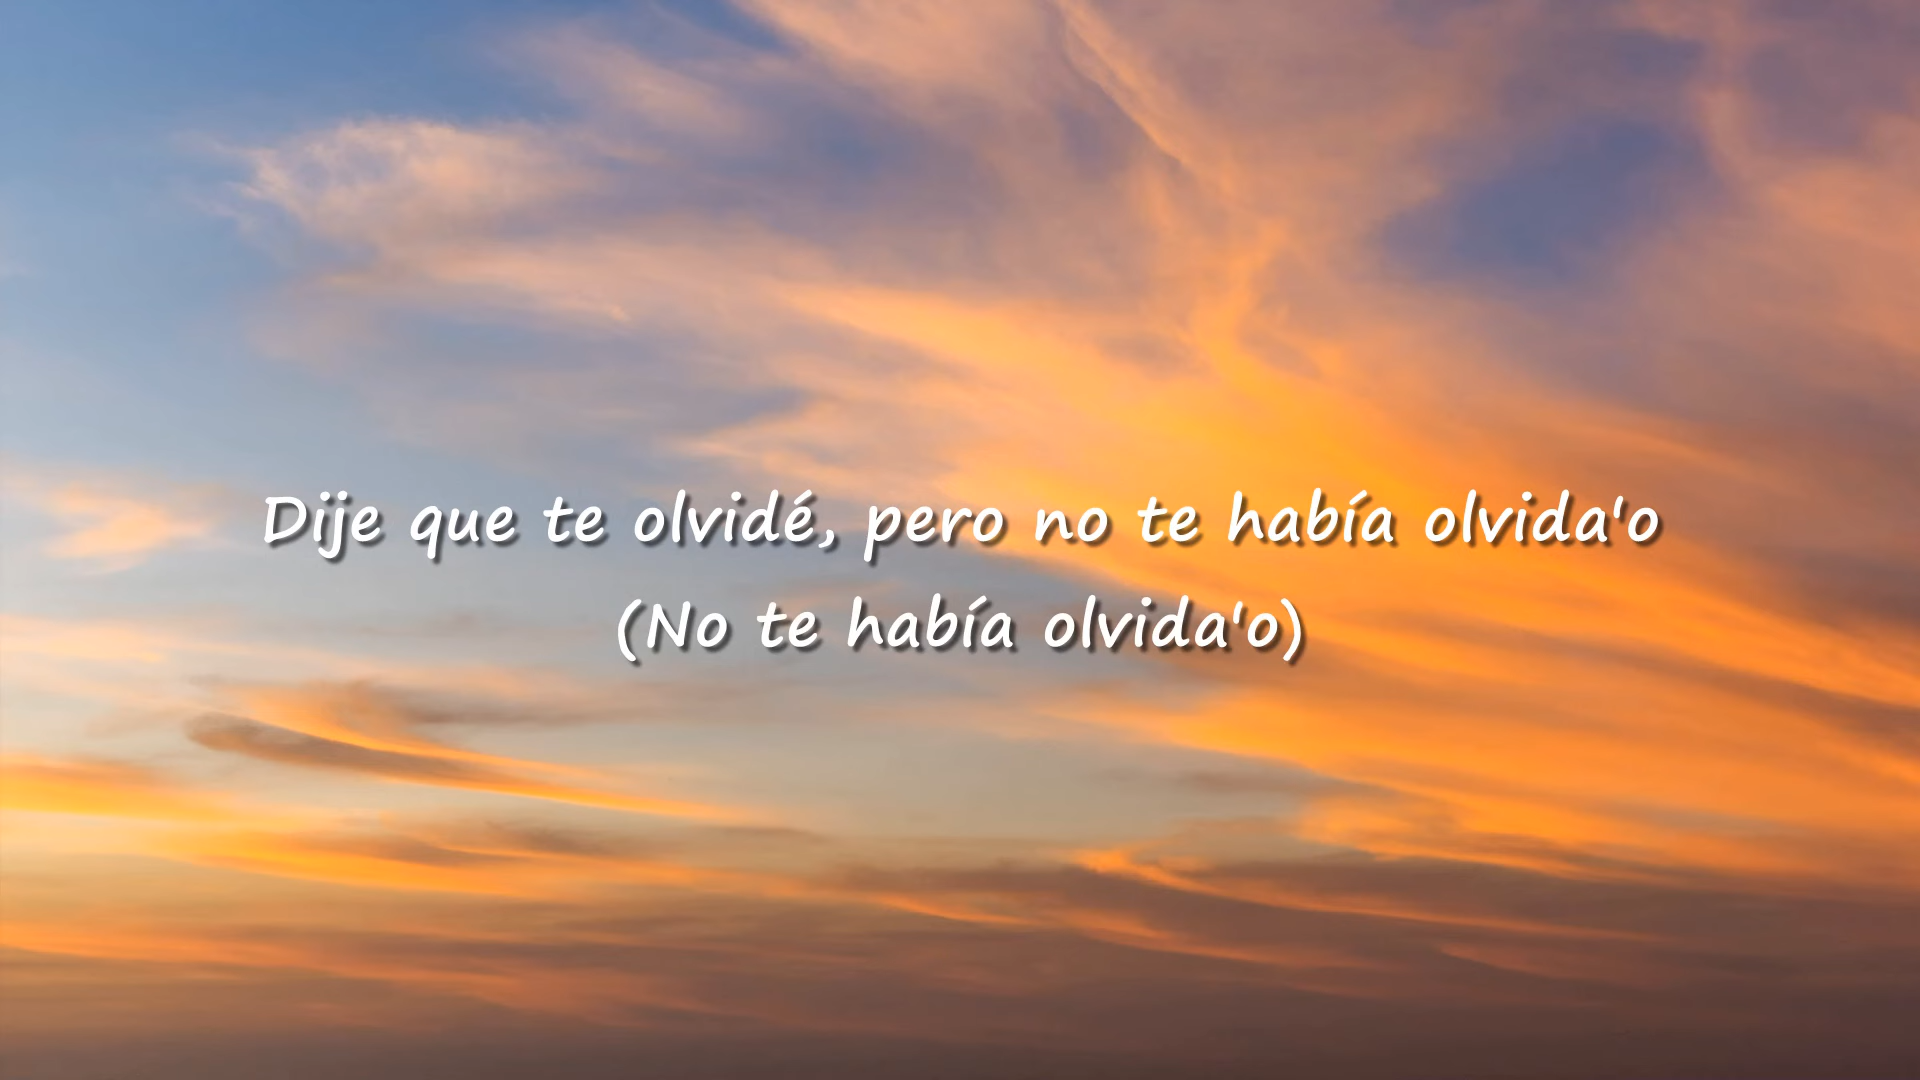 Dije que te olvidé, pero no te había olvida'o
(No te había olvida'o)